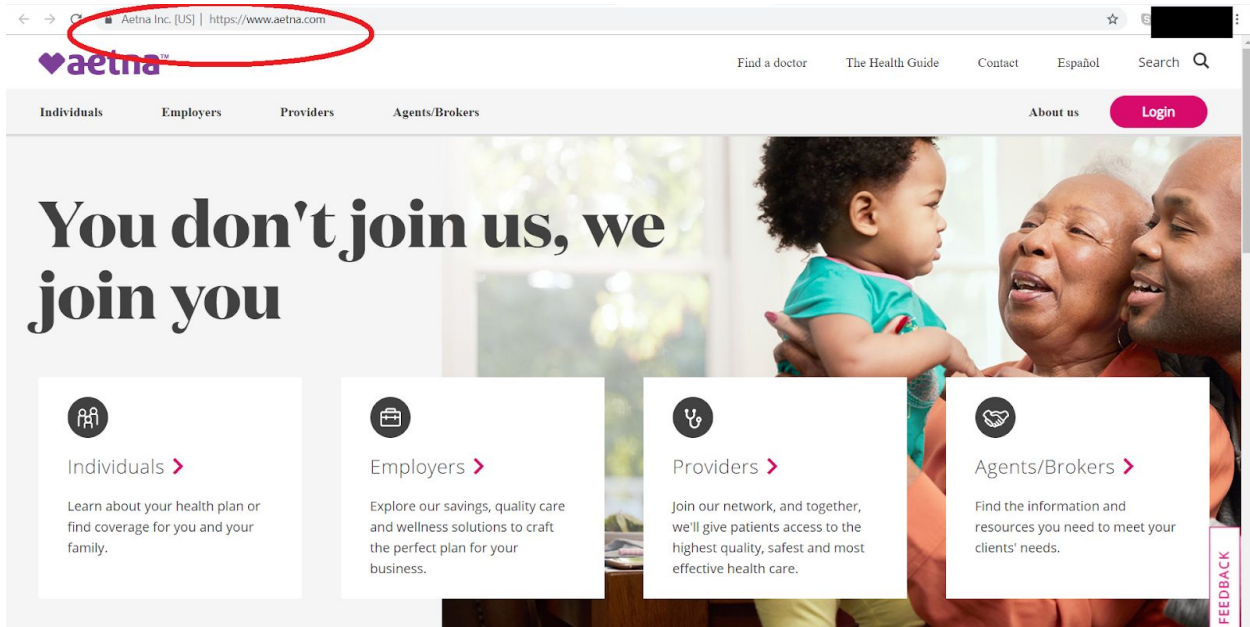 Aetna Inc. [US] | https://www.aetna.com
aetna™
Find a doctor The Health Guide Contact Español Search
Individuals Employers Providers Agents/Brokers About us Login
You don't join us, we
join you
Individuals
Learn about your health plan or
find coverage for you and your
family.
Employers
Explore our savings, quality care
and wellness solutions to craft
the perfect plan for your
business.
Providers
Join our network, and together,
we'll give patients access to the
highest quality, safest and most
effective health care.
Agents/Brokers
Find the information and
resources you need to meet your
clients' needs.
FEEDBACK